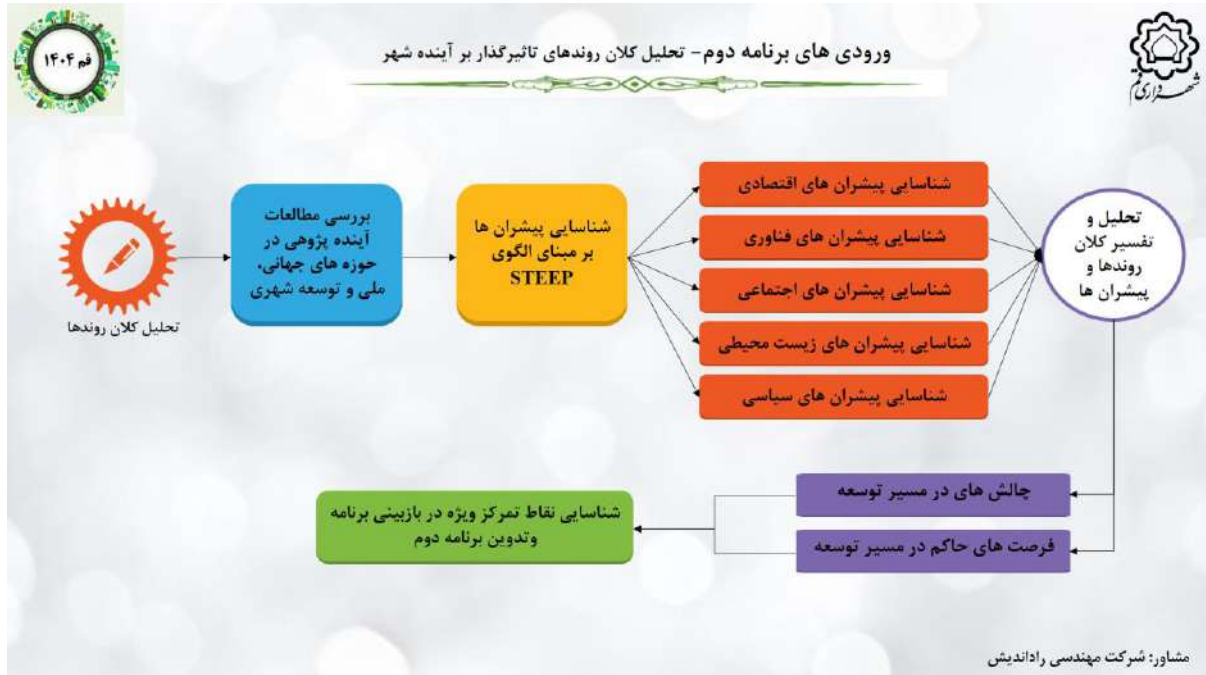 قم ۱۴۰۴
ورودی های برنامه دوم- تحلیل کلان روندهای تاثیرگذار بر آینده شهر
شهرداری قم
تحلیل کلان روندها
بررسی مطالعات
آینده پژوهی در
حوزه های جهانی،
ملی و توسعه شهری
شناسایی پیشران ها
بر مبنای الگوی
STEEP
شناسایی پیشران های اقتصادی
شناسایی پیشران های فناوری
شناسایی پیشران های اجتماعی
شناسایی پیشران های زیست محیطی
شناسایی پیشران های سیاسی
تحلیل و
تفسیر کلان
روندها و
پیشران ها
چالش های در مسیر توسعه
فرصت های حاکم در مسیر توسعه
شناسایی نقاط تمرکز ویژه در بازبینی برنامه
وتدوین برنامه دوم
مشاور: شرکت مهندسی راداندیش